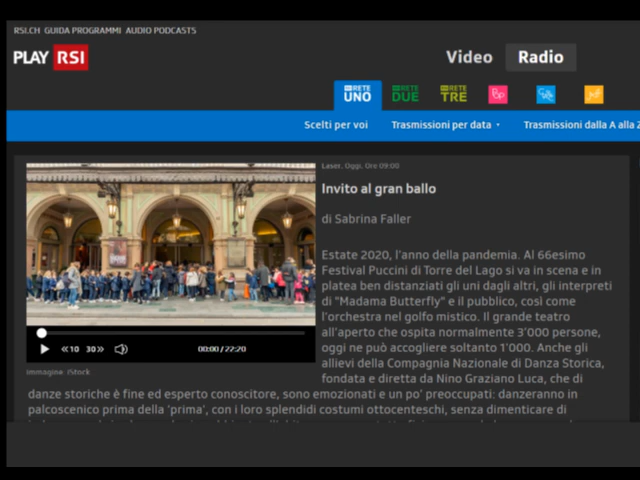 RSI.CH GUIDA PROGRAMMI AUDIO PODCASTS
PLAY RSI
Video Radio
RETE UNO RETE DUE RETE TRE
Scelti per voi Trasmissioni per data Trasmissioni dalla A alla Z
Laser, Oggi, Ore 09:00
Invito al gran ballo
di Sabrina Faller
Estate 2020, l'anno della pandemia. Al 66esimo
Festival Puccini di Torre del Lago si va in scena e in
platea ben distanziati gli uni dagli altri, gli interpreti
di "Madama Butterfly" e il pubblico, così come
l'orchestra nel golfo mistico. Il grande teatro
all'aperto che ospita normalmente 3'000 persone,
oggi ne può accogliere soltanto 1'000. Anche gli
allievi della Compagnia Nazionale di Danza Storica,
fondata e diretta da Nino Graziano Luca, che di
danze storiche è fine ed esperto conoscitore, sono emozionati e un po' preoccupati: danzeranno in
palcoscenico prima della 'prima', con i loro splendidi costumi ottocenteschi, senza dimenticare di
«10 30» 00:00 / 22:20
immagine: iStock